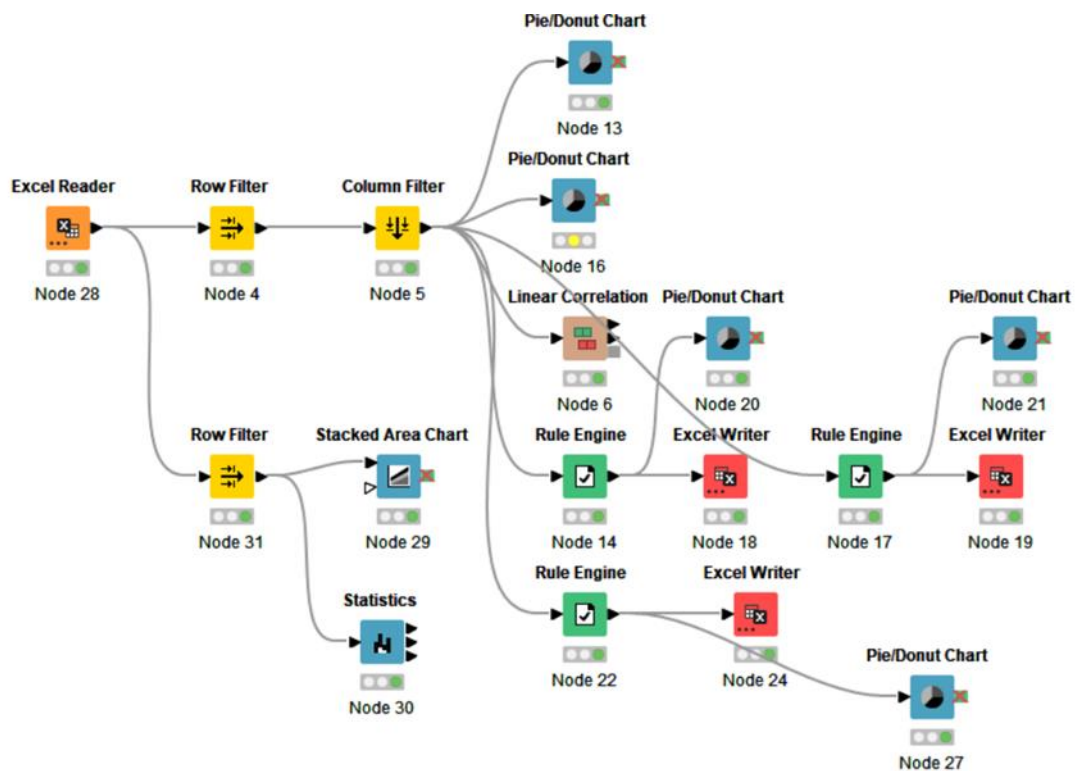 Pie/Donut Chart
Node 13
Pie/Donut Chart
Excel Reader
Row Filter
Column Filter
Node 16
Node 28
Node 4
Node 5
Linear Correlation
Pie/Donut Chart
Pie/Donut Chart
Node 6
Node 20
Node 21
Row Filter
Stacked Area Chart
Rule Engine
Excel Writer
Rule Engine
Excel Writer
Node 31
Node 29
Node 14
Node 18
Node 17
Node 19
Statistics
Rule Engine
Excel Writer
Node 30
Node 22
Node 24
Pie/Donut Chart
Node 27